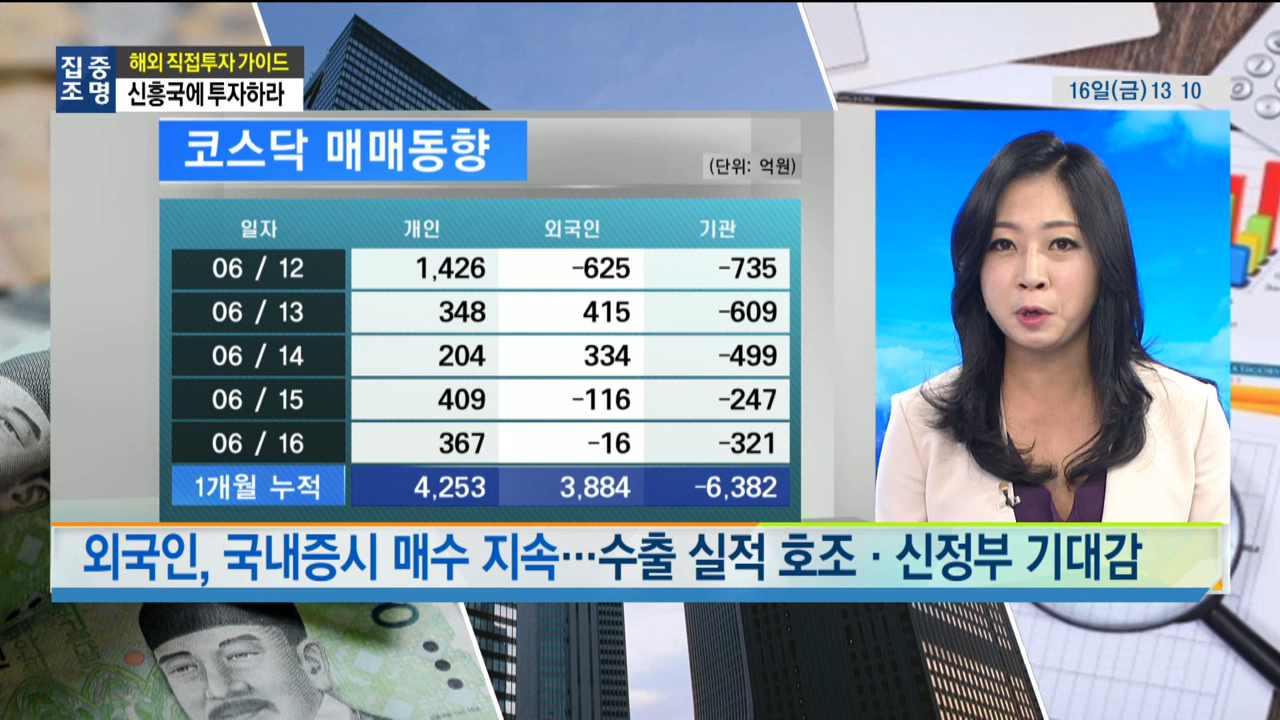 집중
조명
해외 직접투자 가이드
신흥국에 투자하라
16일(금) 13 10
코스닥 매매동향
(단위: 억원)
일자 개인 외국인 기관
06 / 12 1,426 -625 -735
06 / 13 348 415 -609
06 / 14 204 334 -499
06 / 15 409 -116 -247
06 / 16 367 -16 -321
1개월 누적 4,253 3,884 -6,382
외국인, 국내증시 매수 지속…수출 실적 호조·신정부 기대감